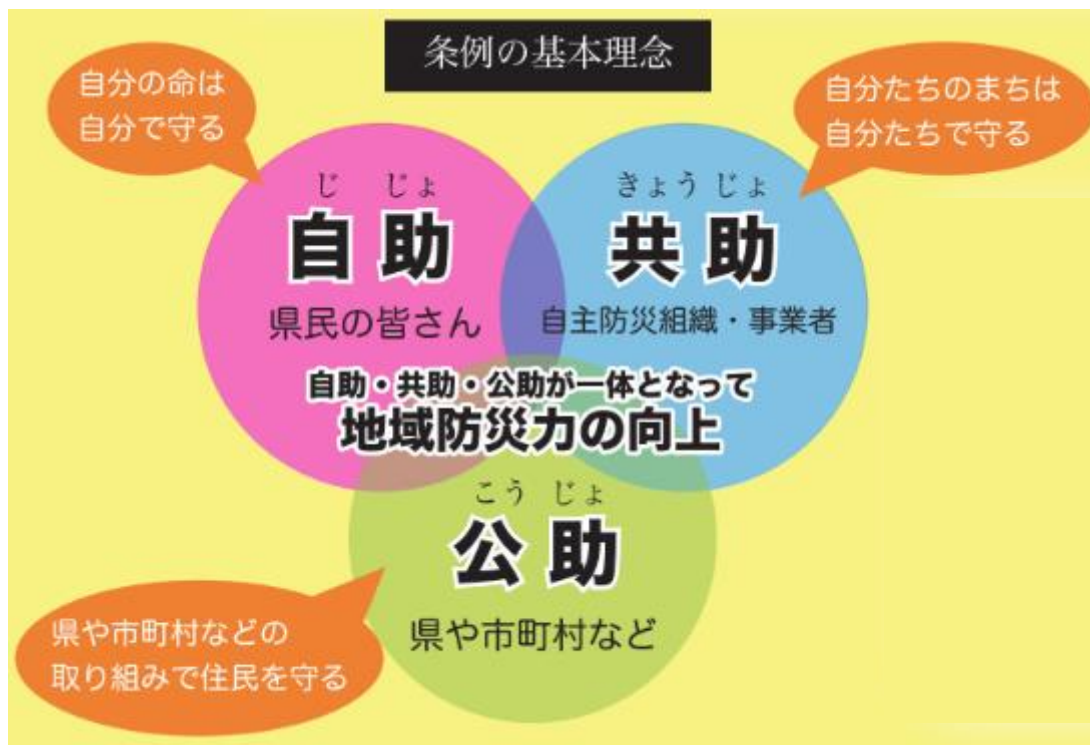 条例の基本理念
自分の命は
自分で守る
自分たちのまちは
自分たちで守る
じ じょ
自助
県民の皆さん
きょう じょ
共助
自主防災組織・事業者
自助・共助・公助が一体となって
地域防災力の向上
こう じょ
公助
県や市町村など
県や市町村などの
取り組みで住民を守る